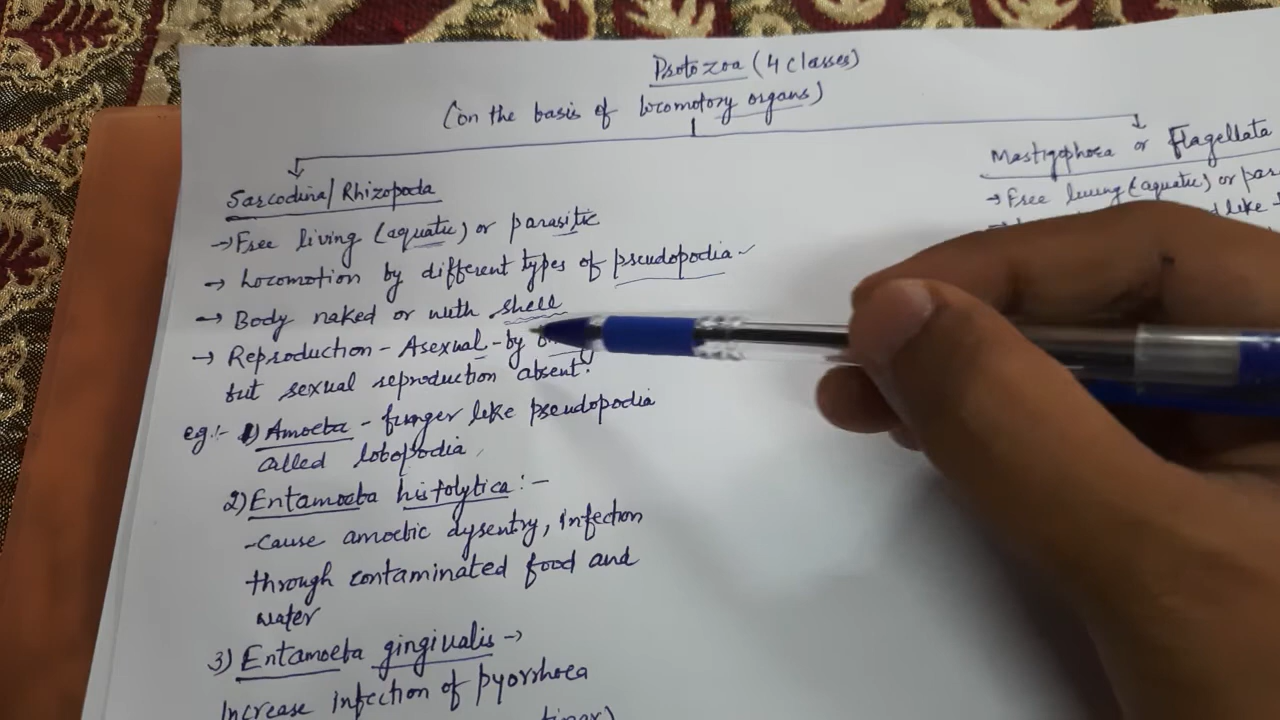 Protozoa (4 classes)
(on the basis of locomotory organs)
Sarcodina/Rhizopoda
→ Free living (aquatic) or parasitic
→ Locomotion by different types of pseudopodia
→ Body naked or with shell
→ Reproduction - Asexual - by
but sexual reproduction absent.
eg:- 1) Amoeba - finger like pseudopodia
called lobopodia
2) Entamoeba histolytica :-
- cause amoebic dysentry, infection
through contaminated food and
water
3) Entamoeba gingivalis →
Increase infection of pyorrhoea
Mastigophora or Flagellata
→ Free living (aquatic) or
like